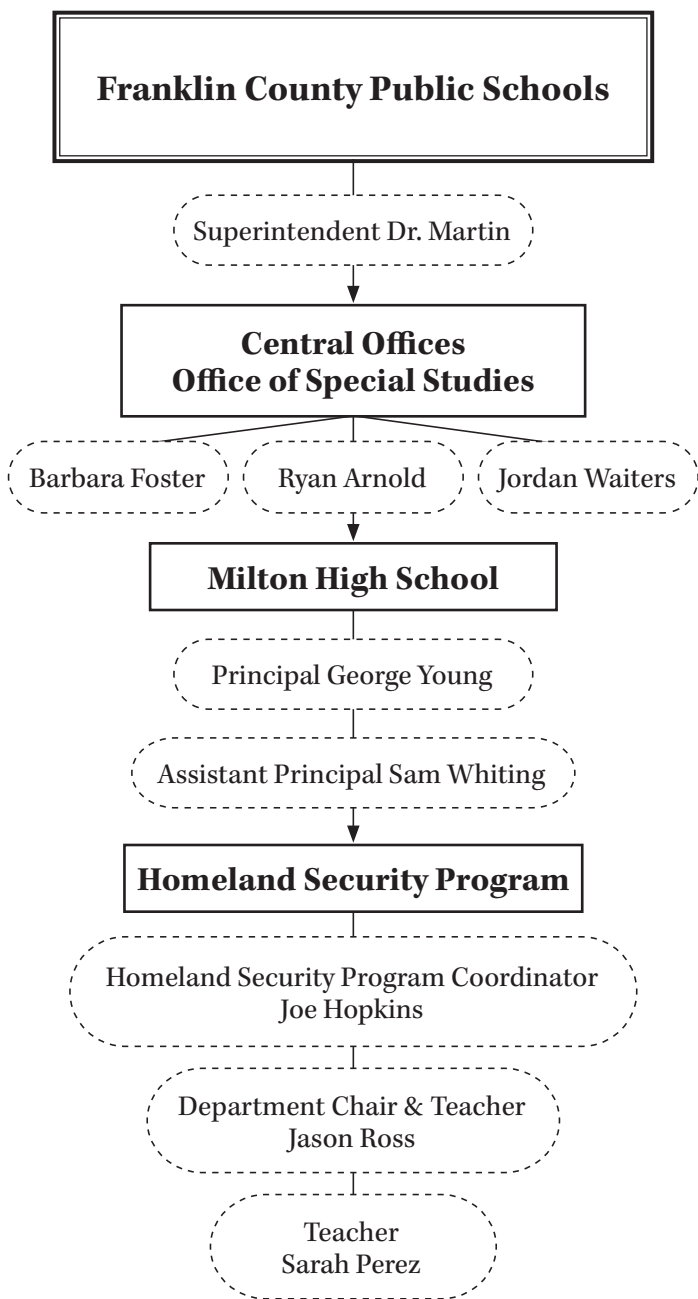 Franklin County Public Schools
Superintendent Dr. Martin
Central Offices
Office of Special Studies
Barbara Foster
Ryan Arnold
Jordan Waiters
Milton High School
Principal George Young
Assistant Principal Sam Whiting
Homeland Security Program
Homeland Security Program Coordinator
Joe Hopkins
Department Chair & Teacher
Jason Ross
Teacher
Sarah Perez